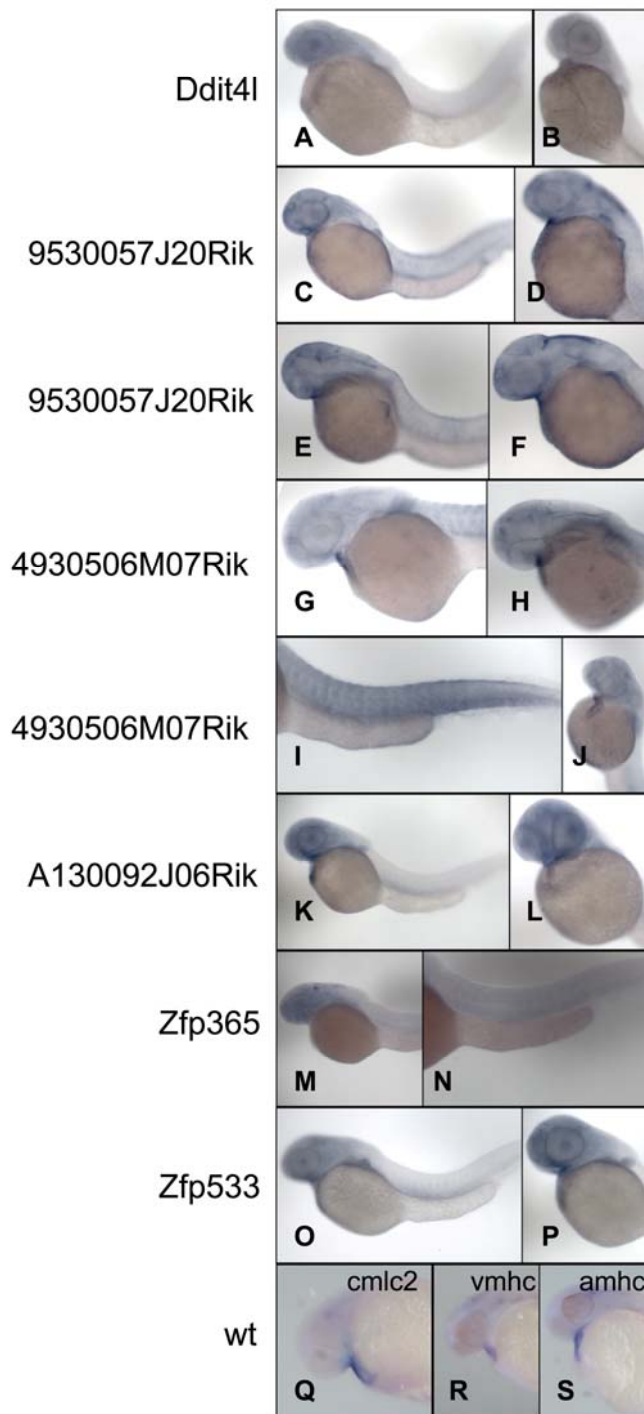 Ddit4l
A B
9530057J20Rik
C D
9530057J20Rik
E F
4930506M07Rik
G H
4930506M07Rik
I J
A130092J06Rik
K L
Zfp365
M N
Zfp533
O P
cmlc2 vmhc amhc
wt
Q R S